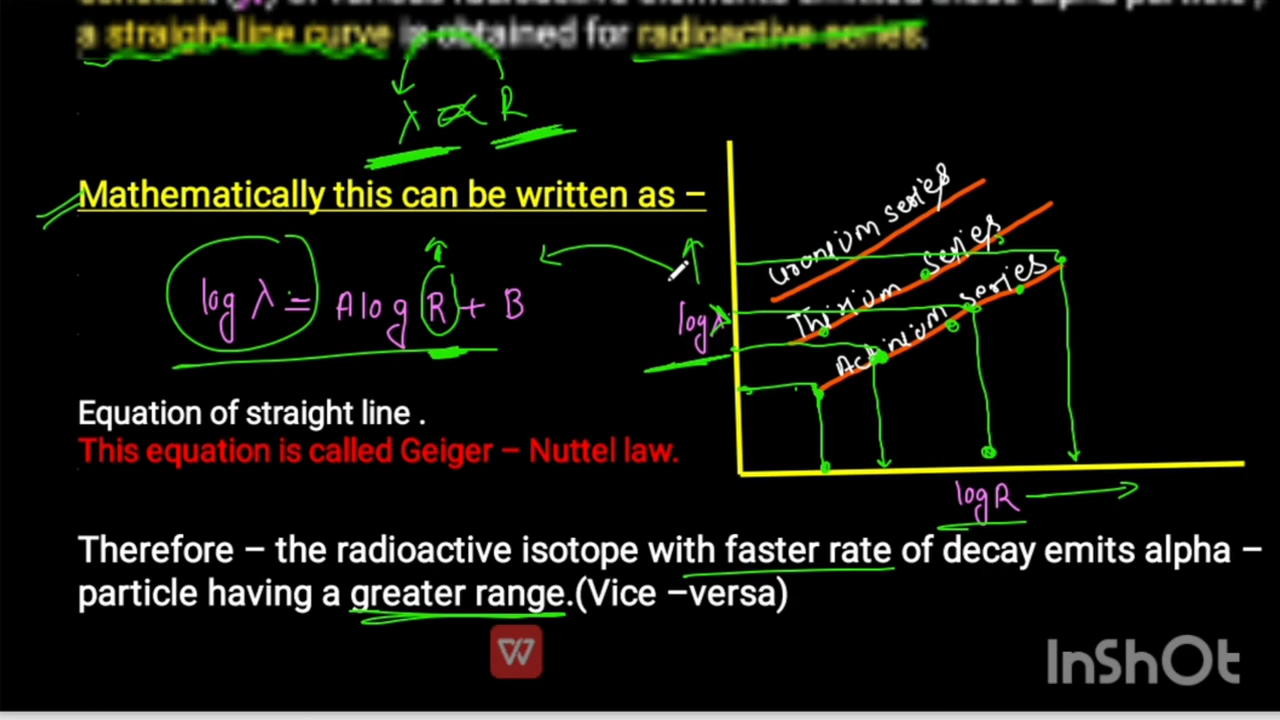 a straight line curve is obtained for radioactive series.
λ ∝ R
Mathematically this can be written as –
log λ = A log R + B
Equation of straight line .
This equation is called Geiger – Nuttel law.
Uranium series
Thirium Series
Actinium series
log λ
log R
Therefore – the radioactive isotope with faster rate of decay emits alpha –
particle having a greater range.(Vice –versa)
W
InShOt